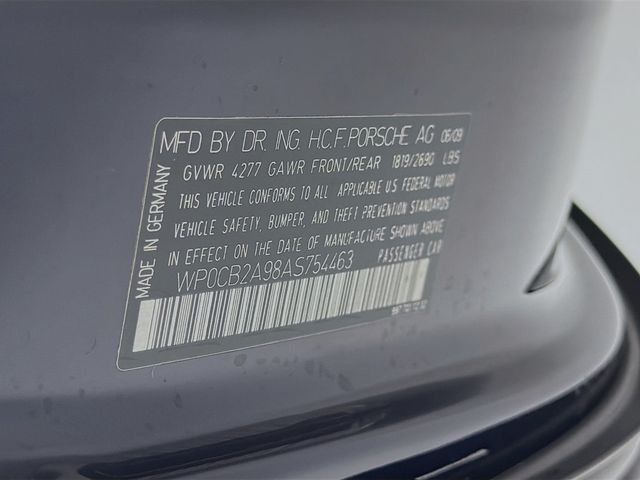 MFD BY DR. ING. H.C.F. PORSCHE AG 06/09
GVWR 4277 GAWR FRONT/REAR 1819/2690 LBS
THIS VEHICLE CONFORMS TO ALL APPLICABLE U.S. FEDERAL MOTOR
VEHICLE SAFETY, BUMPER, AND THEFT PREVENTION STANDARDS
IN EFFECT ON THE DATE OF MANUFACTURE SHOWN ABOVE
WP0CB2A98AS754463 PASSENGER CAR
MADE IN GERMANY